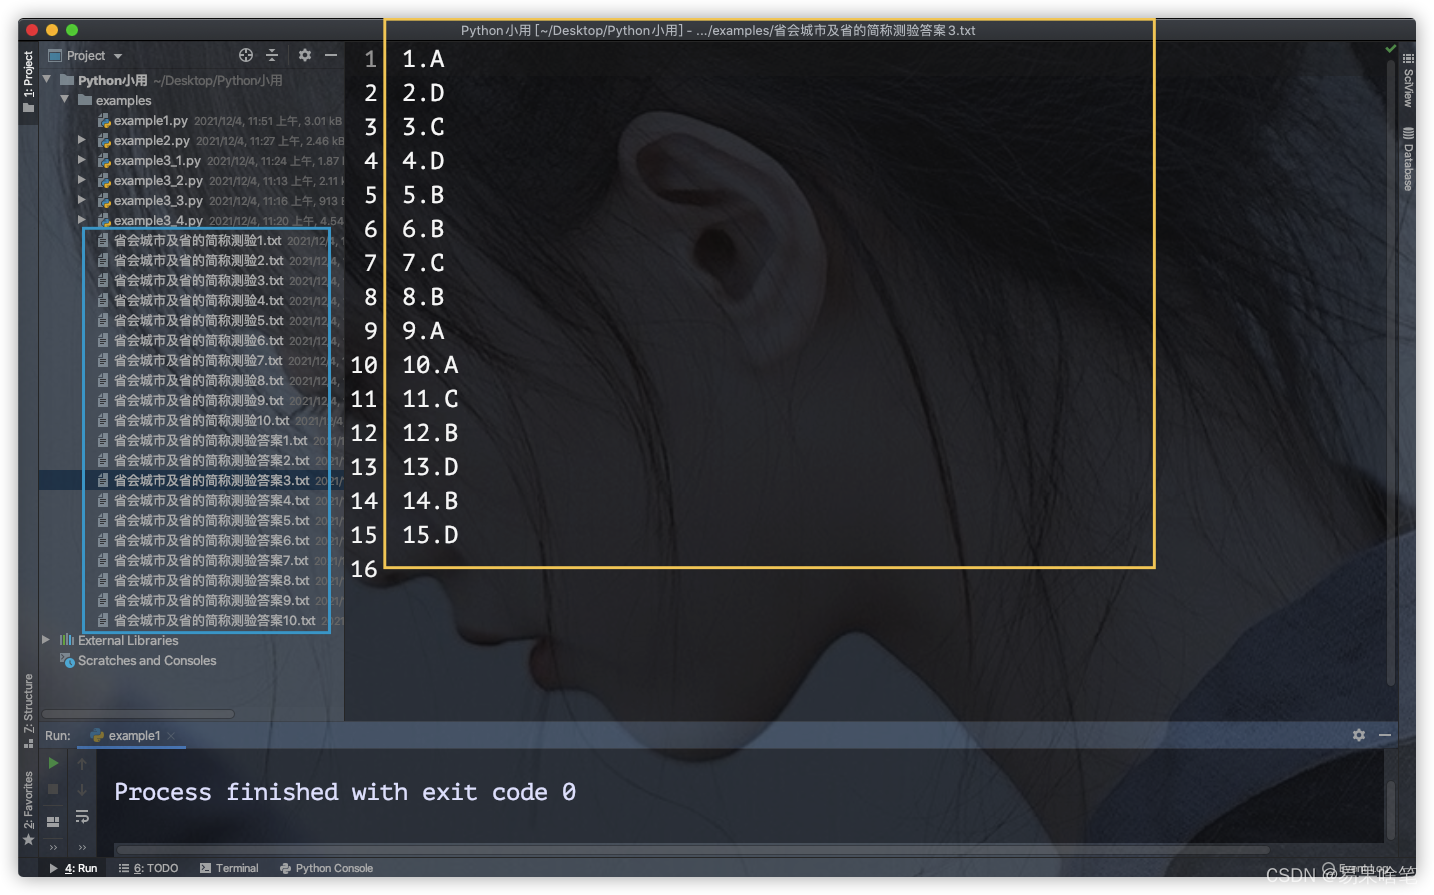 Python小用 [~/Desktop/Python小用] - .../examples/省会城市及省的简称测验答案3.txt
1: Project
Project
Python小用 ~/Desktop/Python小用
examples
example1.py 2021/12/4, 11:51 上午, 3.01 kB
example2.py 2021/12/4, 11:27 上午, 2.46 kB
example3_1.py 2021/12/4, 11:24 上午, 1.87
example3_2.py 2021/12/4, 11:13 上午, 2.11 k
example3_3.py 2021/12/4, 11:16 上午, 913
example3_4.py 2021/12/4, 11:20 上午, 4.54
省会城市及省的简称测验1.txt 2021/12/4,
省会城市及省的简称测验2.txt 2021/12/4,
省会城市及省的简称测验3.txt 2021/12/4,
省会城市及省的简称测验4.txt 2021/12/4,
省会城市及省的简称测验5.txt 2021/12/4,
省会城市及省的简称测验6.txt 2021/12/4,
省会城市及省的简称测验7.txt 2021/12/4,
省会城市及省的简称测验8.txt 2021/12/4,
省会城市及省的简称测验9.txt 2021/12/4,
省会城市及省的简称测验10.txt 2021/12/4
省会城市及省的简称测验答案1.txt 2021/1
省会城市及省的简称测验答案2.txt 2021/
省会城市及省的简称测验答案3.txt 2021/
省会城市及省的简称测验答案4.txt 2021/
省会城市及省的简称测验答案5.txt 2021/
省会城市及省的简称测验答案6.txt 2021/
省会城市及省的简称测验答案7.txt 2021/
省会城市及省的简称测验答案8.txt 2021/
省会城市及省的简称测验答案9.txt 2021/
省会城市及省的简称测验答案10.txt 2021
External Libraries
Scratches and Consoles
1 1.A
2 2.D
3 3.C
4 4.D
5 5.B
6 6.B
7 7.C
8 8.B
9 9.A
10 10.A
11 11.C
12 12.B
13 13.D
14 14.B
15 15.D
16
SciView
Database
7: Structure
2: Favorites
Run: example1
Process finished with exit code 0
4: Run 6: TODO Terminal Python Console
CSDN @易果啥笔